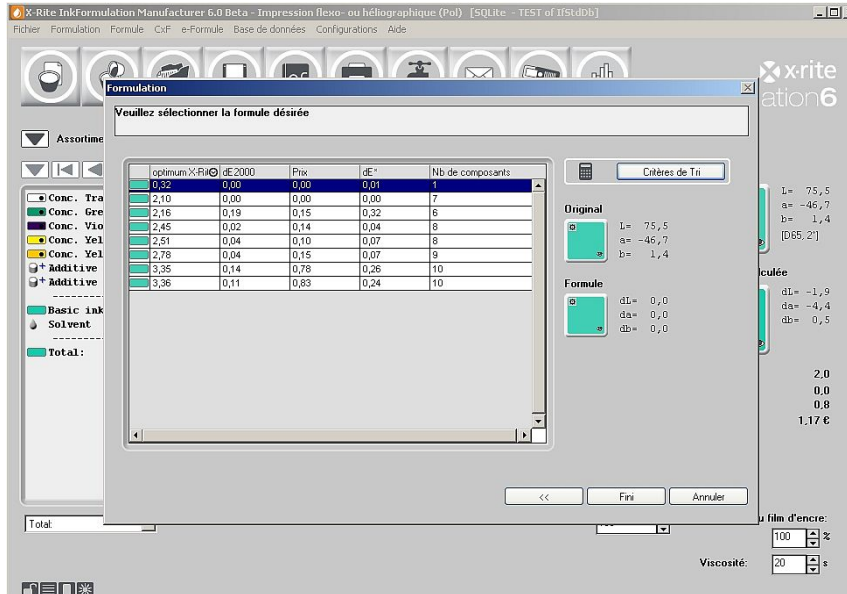 X-Rite InkFormulation Manufacturer 6.0 Beta - Impression flexo- ou héliographique (Pol) [SQLite - TEST of IfStdDb]
Fichier Formulation Formule CxF e-Formule Base de données Configurations Aide
x·rite
ation6
Formulation
Veuillez sélectionner la formule désirée
Assortime
optimum X-Rit dE2000 Prix dE* Nb de composants
0,32 0,00 0,00 0,01 1
2,10 0,00 0,00 0,00 7
2,16 0,19 0,15 0,32 6
2,45 0,02 0,14 0,04 8
2,51 0,04 0,10 0,07 8
2,78 0,04 0,15 0,07 9
3,35 0,14 0,78 0,26 10
3,36 0,11 0,83 0,24 10
Critères de Tri
Original
L= 75,5
a= -46,7
b= 1,4
Formule
dL= 0,0
da= 0,0
db= 0,0
Conc. Tra
Conc. Gre
Conc. Vio
Conc. Yel
Conc. Yel
Additive
Additive
Basic ink
Solvent
Total:
L= 75,5
a= -46,7
b= 1,4
[D65, 2°]
lculée
dL= -1,9
da= -4,4
db= 0,5
2,0
0,0
0,8
1,17 €
<< Fini Annuler
Total:
u film d'encre:
100 %
Viscosité: 20 s